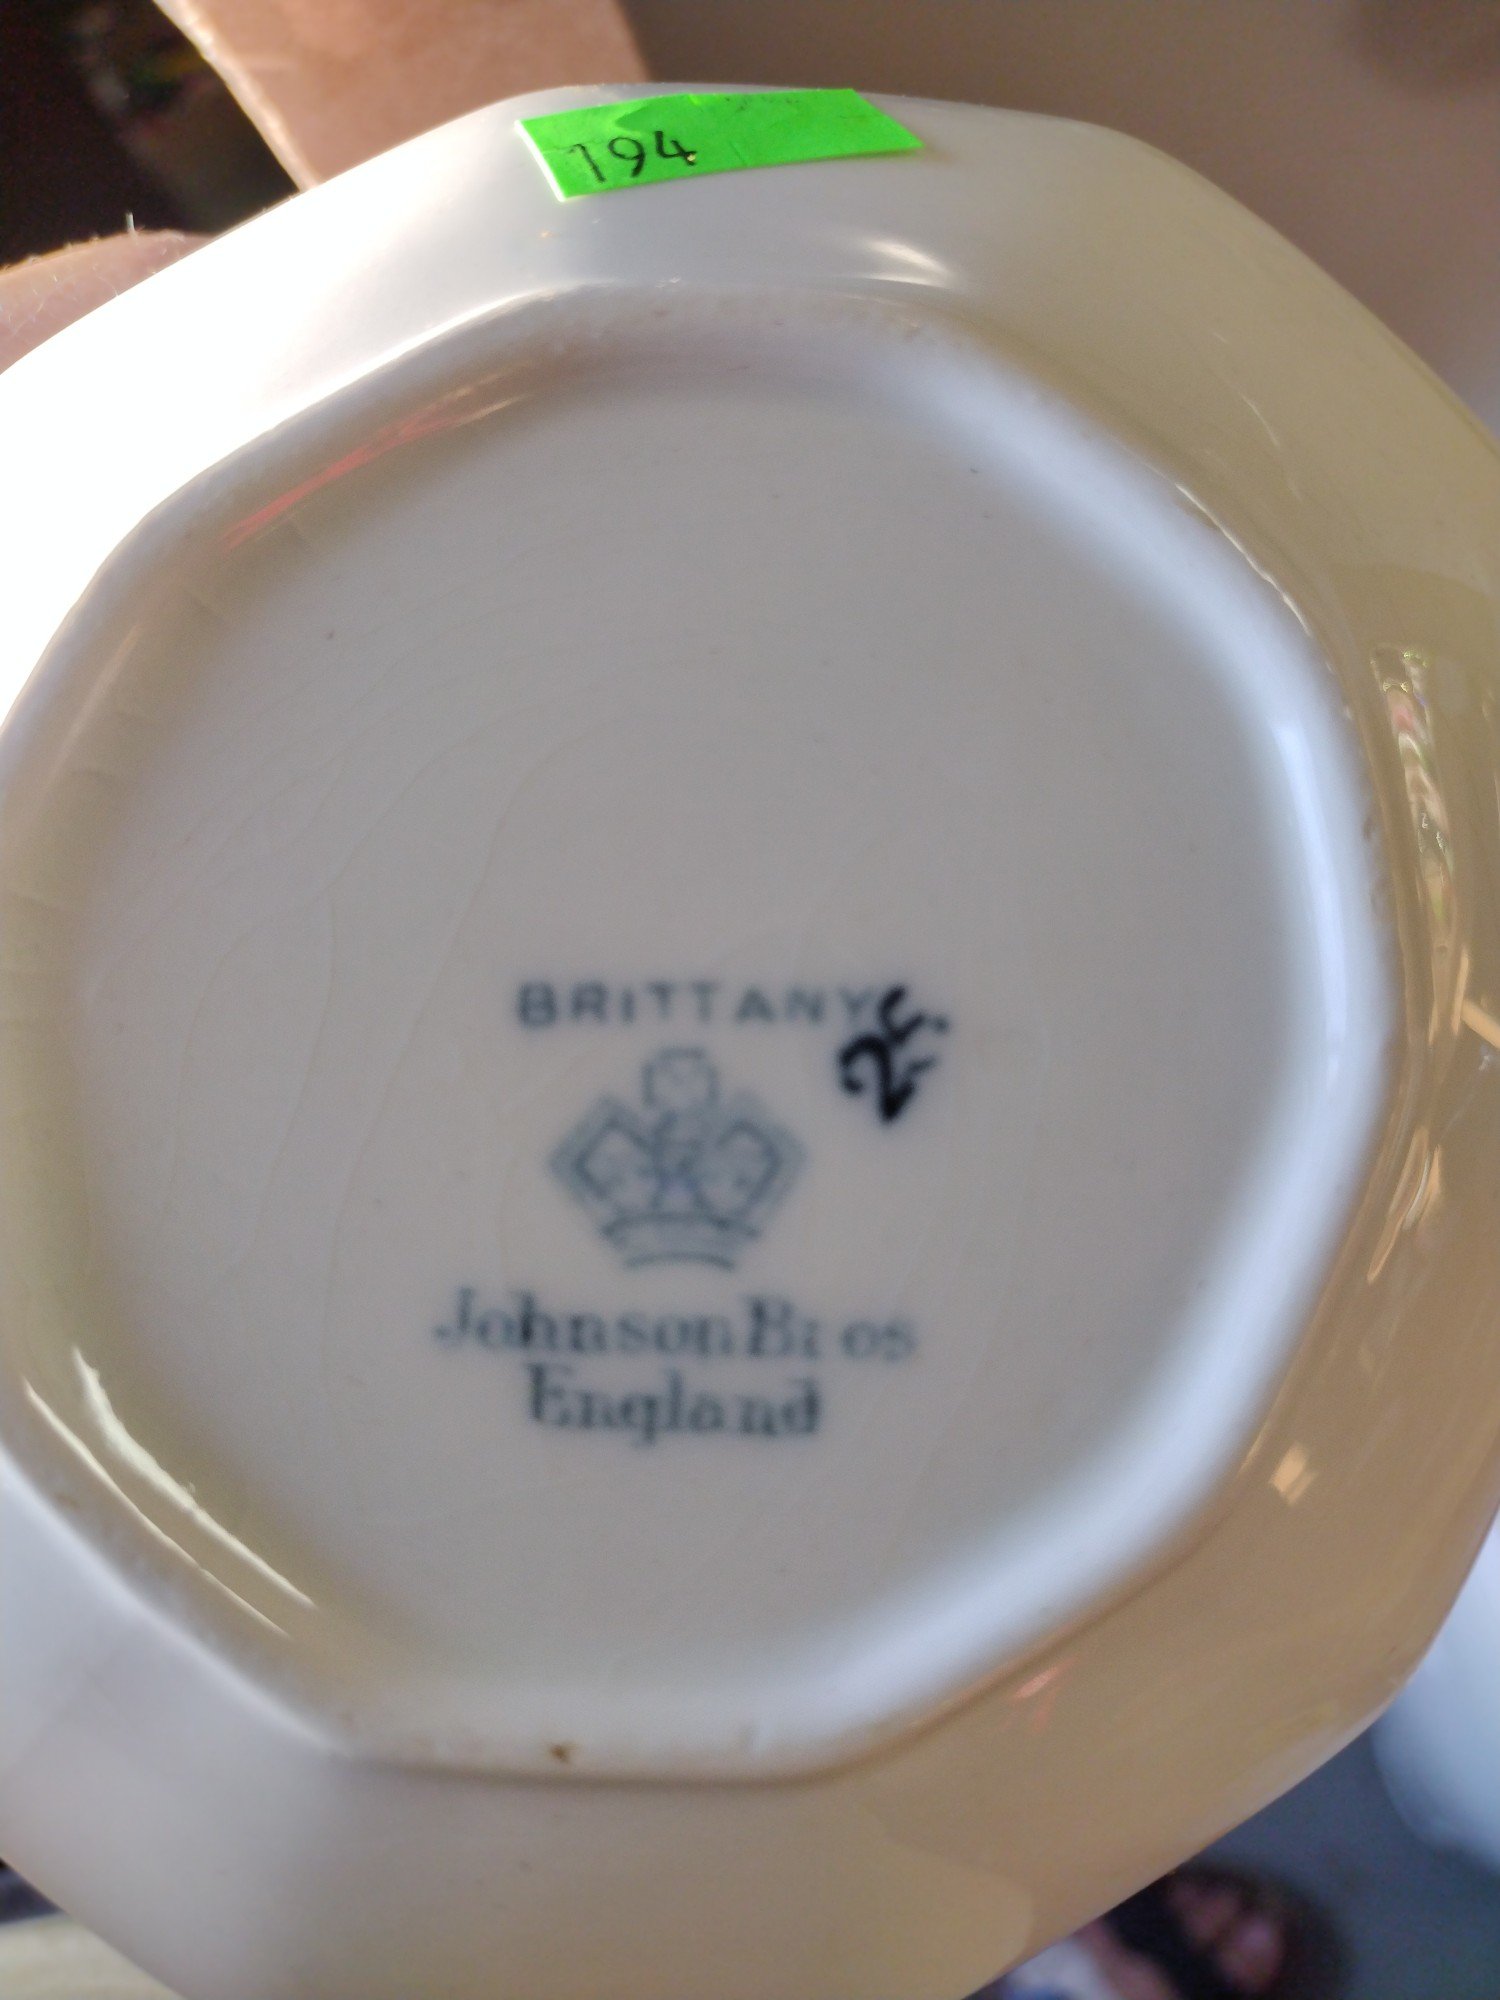 194
BRITTANY
Johnson Bros
England